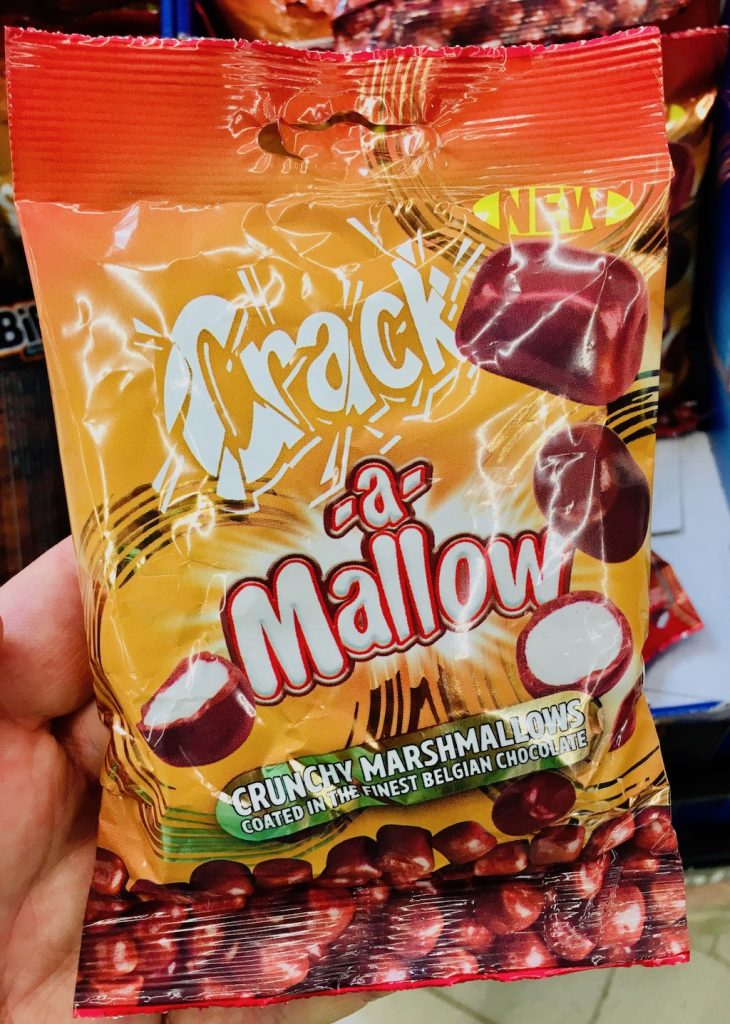 NEW
Crack
-a-
Mallow
CRUNCHY MARSHMALLOWS
COATED IN THE FINEST BELGIAN CHOCOLATE